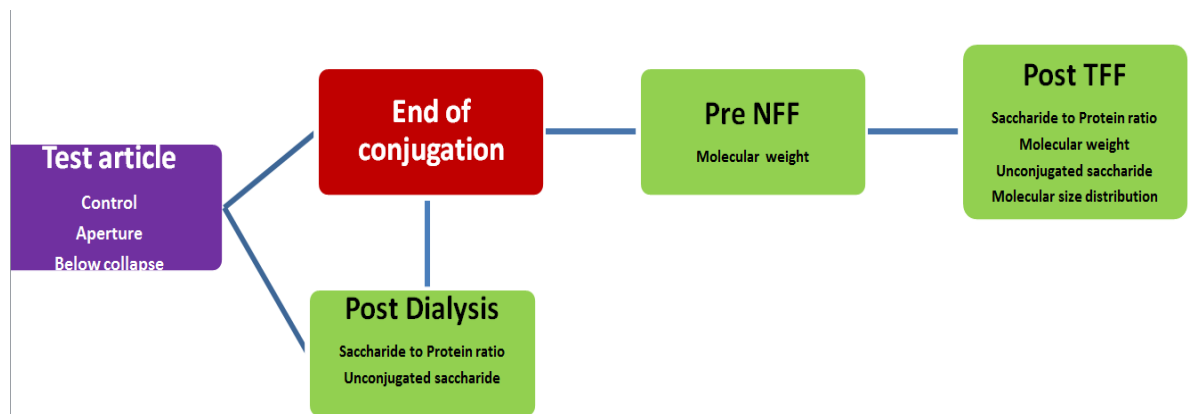 Test article
Control
Aperture
Below collapse
End of
conjugation
Post Dialysis
Saccharide to Protein ratio
Unconjugated saccharide
Pre NFF
Molecular weight
Post TFF
Saccharide to Protein ratio
Molecular weight
Unconjugated saccharide
Molecular size distribution